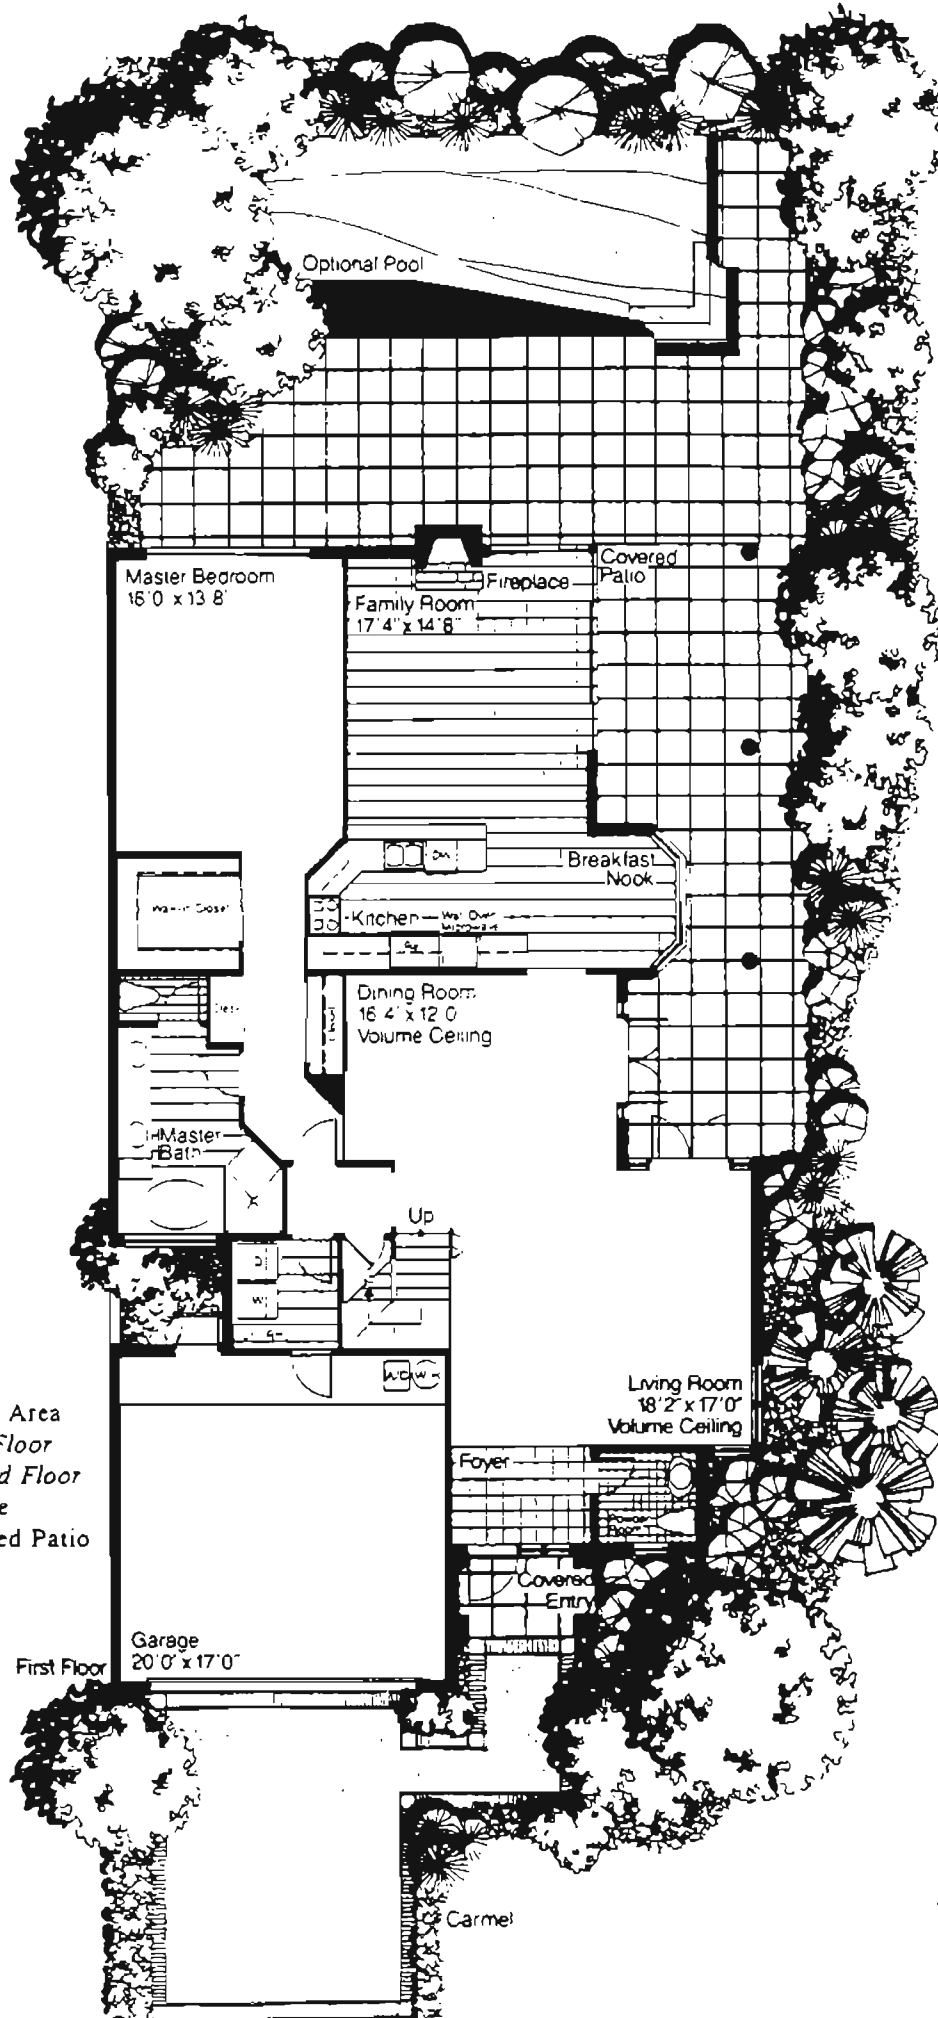 Optional Pool
Master Bedroom
16'0" x 13'8"
Fireplace
Family Room
17'4" x 14'8"
Covered
Patio
Breakfast
Nook
DW
Walk-in Closet
Kitchen
Wall Oven
Microwave
Dining Room
16'4" x 12'0"
Volume Ceiling
Master
Bath
Up
D
W
Living Room
18'2" x 17'0"
Volume Ceiling
Area
Floor
d Floor
e
ed Patio
Foyer
Powder
Room
Covered
Entry
Garage
20'0" x 17'0"
First Floor
Carmel